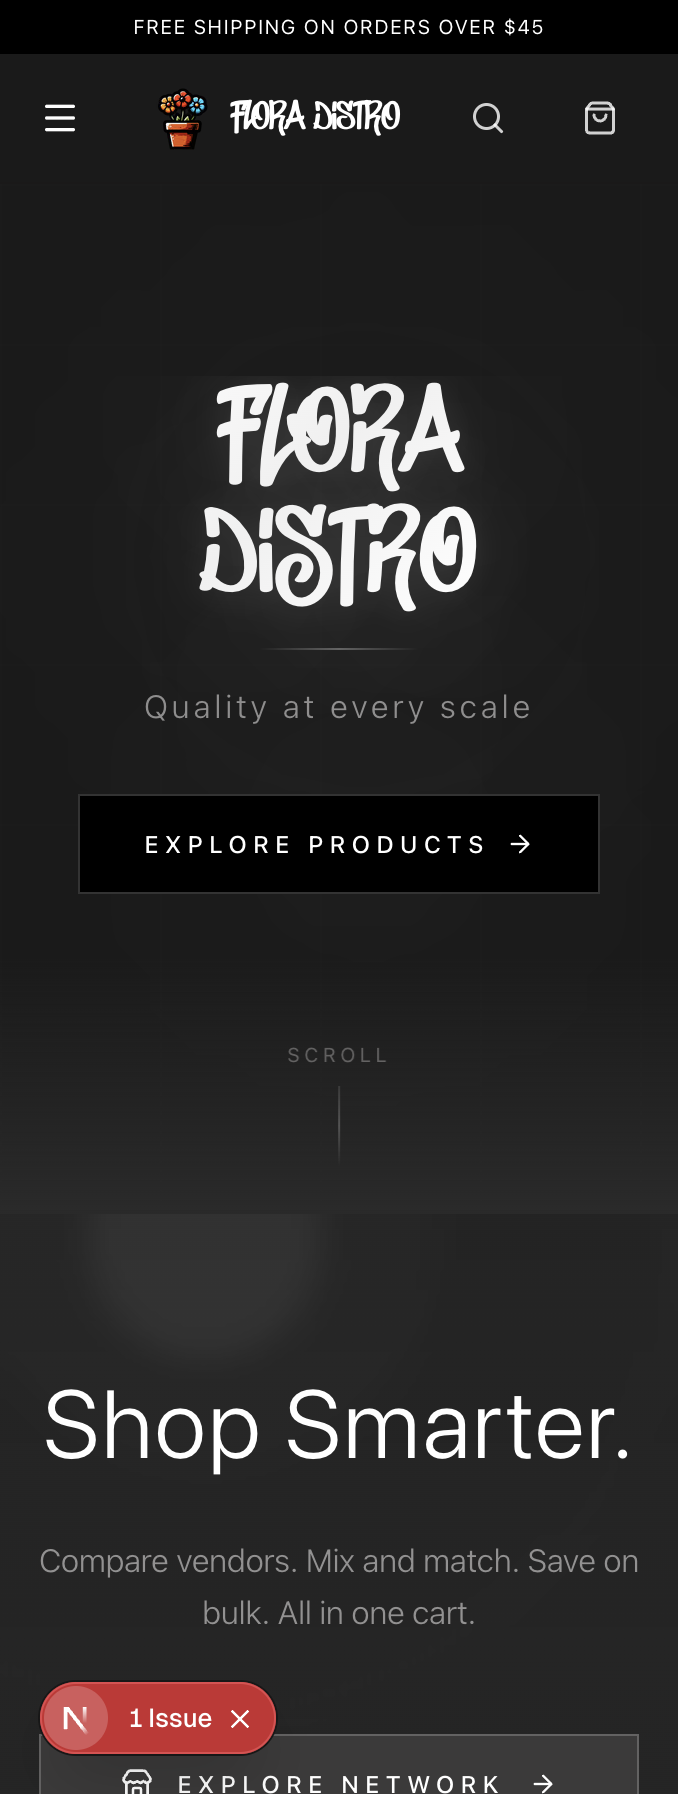 FREE SHIPPING ON ORDERS OVER $45
FLORA DiSTRO
FLORA
DiSTRO
Quality at every scale
EXPLORE PRODUCTS →
SCROLL
Shop Smarter.
Compare vendors. Mix and match. Save on
bulk. All in one cart.
N 1 Issue ×
EXPLORE NETWORK →